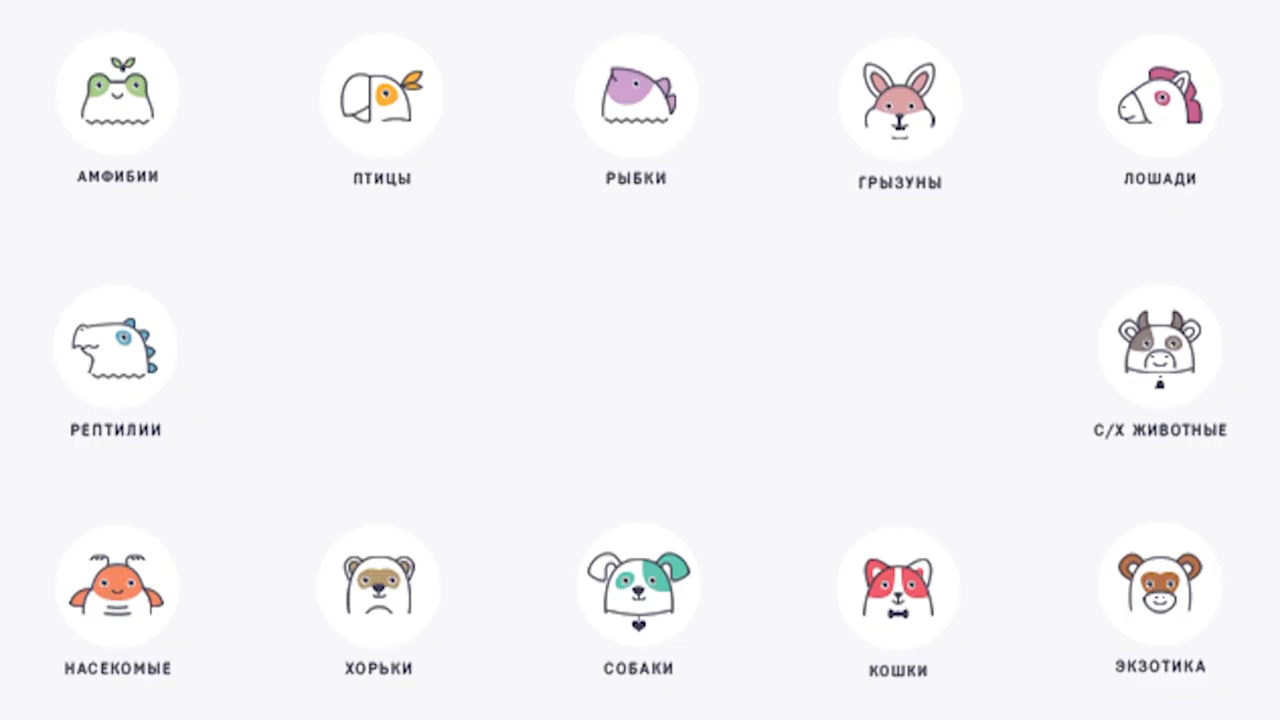 АМФИБИИ
ПТИЦЫ
РЫБКИ
ГРЫЗУНЫ
ЛОШАДИ
РЕПТИЛИИ
С/Х ЖИВОТНЫЕ
НАСЕКОМЫЕ
ХОРЬКИ
СОБАКИ
КОШКИ
ЭКЗОТИКА